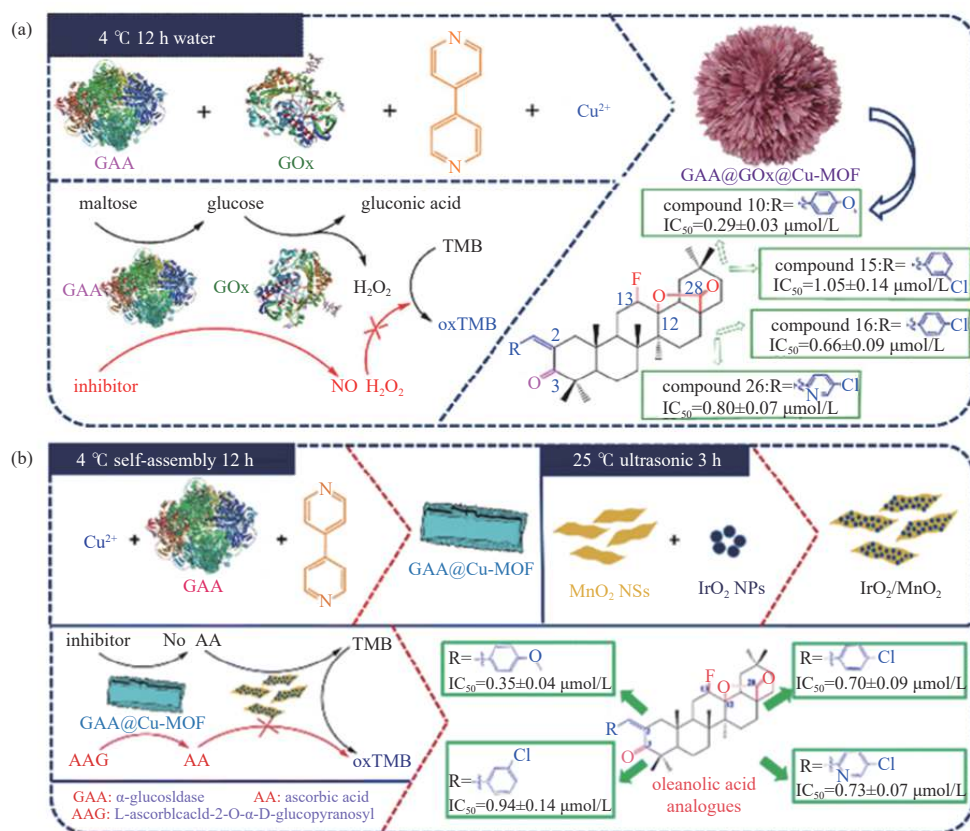 (a)
4 ℃ 12 h water
N
N
+
+
+
Cu²⁺
GAA
GOx
GAA@GOx@Cu-MOF
maltose
glucose
gluconic acid
TMB
GAA
GOx
H₂O₂
oxTMB
inhibitor
NO
H₂O₂
compound 10:R=
O
IC₅₀=0.29±0.03 μmol/L
compound 15:R=
Cl
IC₅₀=1.05±0.14 μmol/L
compound 16:R=
Cl
IC₅₀=0.66±0.09 μmol/L
compound 26:R=
N
Cl
IC₅₀=0.80±0.07 μmol/L
F
13
28
O
O
12
R
2
O
3
(b)
4 ℃ self-assembly 12 h
25 ℃ ultrasonic 3 h
Cu²⁺
+
+
N
N
GAA
GAA@Cu-MOF
+
MnO₂ NSs
IrO₂ NPs
IrO₂/MnO₂
inhibitor
No
AA
TMB
GAA@Cu-MOF
AAG
AA
oxTMB
GAA: α-glucosldase
AA: ascorbic acid
AAG: L-ascorblcacld-2-O-α-D-glucopyranosyl
R=
O
IC₅₀=0.35±0.04 μmol/L
R=
Cl
IC₅₀=0.70±0.09 μmol/L
Cl
R=
IC₅₀=0.94±0.14 μmol/L
R=
N
Cl
IC₅₀=0.73±0.07 μmol/L
F
13
28
O
O
12
R
2
3
O
oleanolic acid
analogues